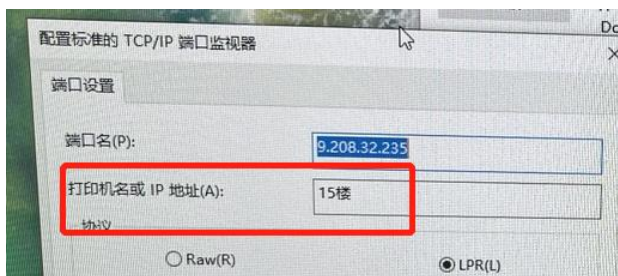 Do
配置标准的 TCP/IP 端口监视器
端口设置
端口名(P):
9.208.32.235
打印机名或 IP 地址(A):
15楼
协议
Raw(R)
LPR(L)